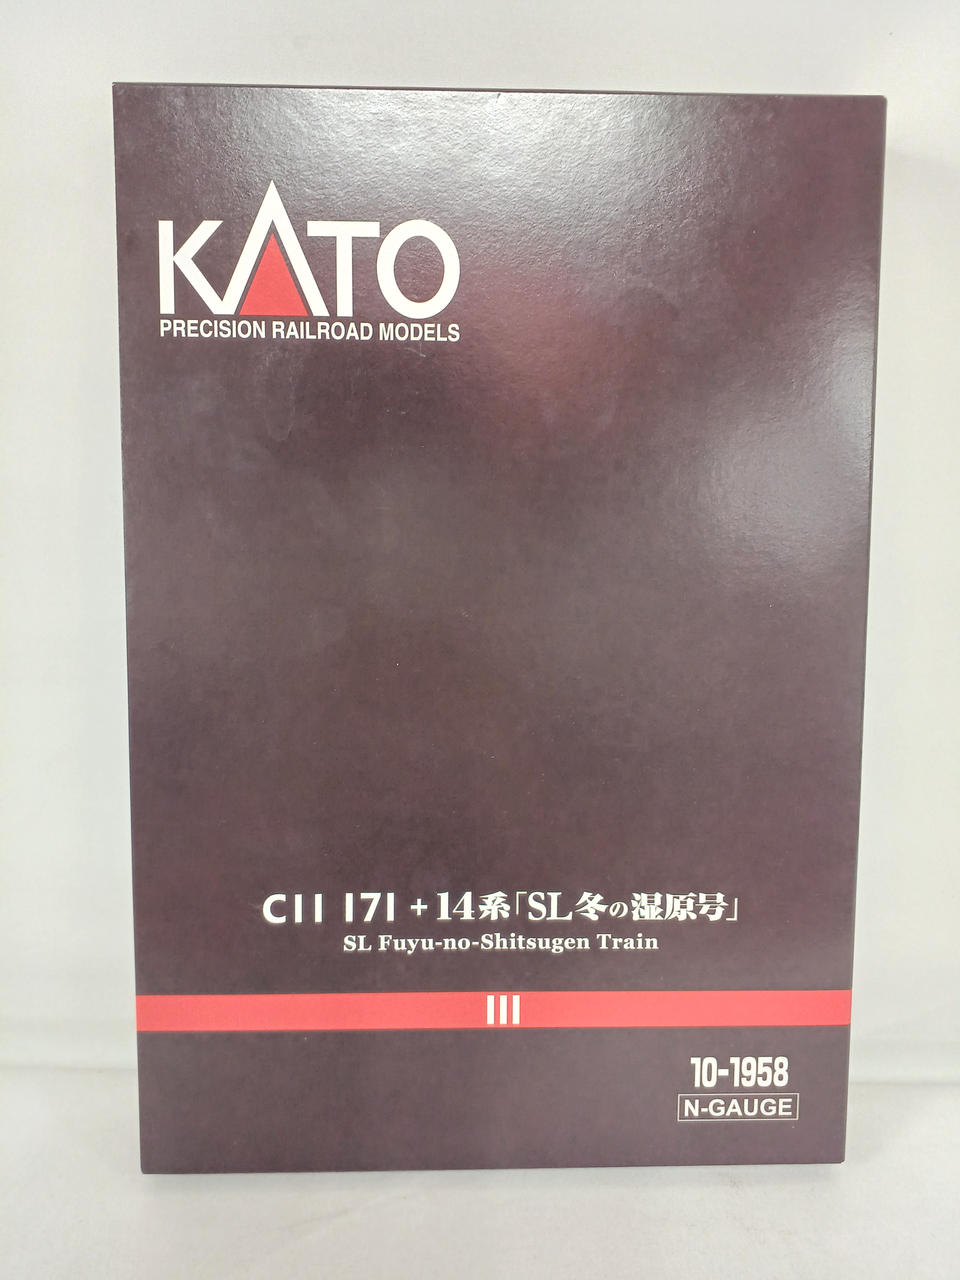 KATO
PRECISION RAILROAD MODELS
C11 171 + 14系「SL冬の湿原号」
SL Fuyu-no-Shitsugen Train
10-1958
N-GAUGE